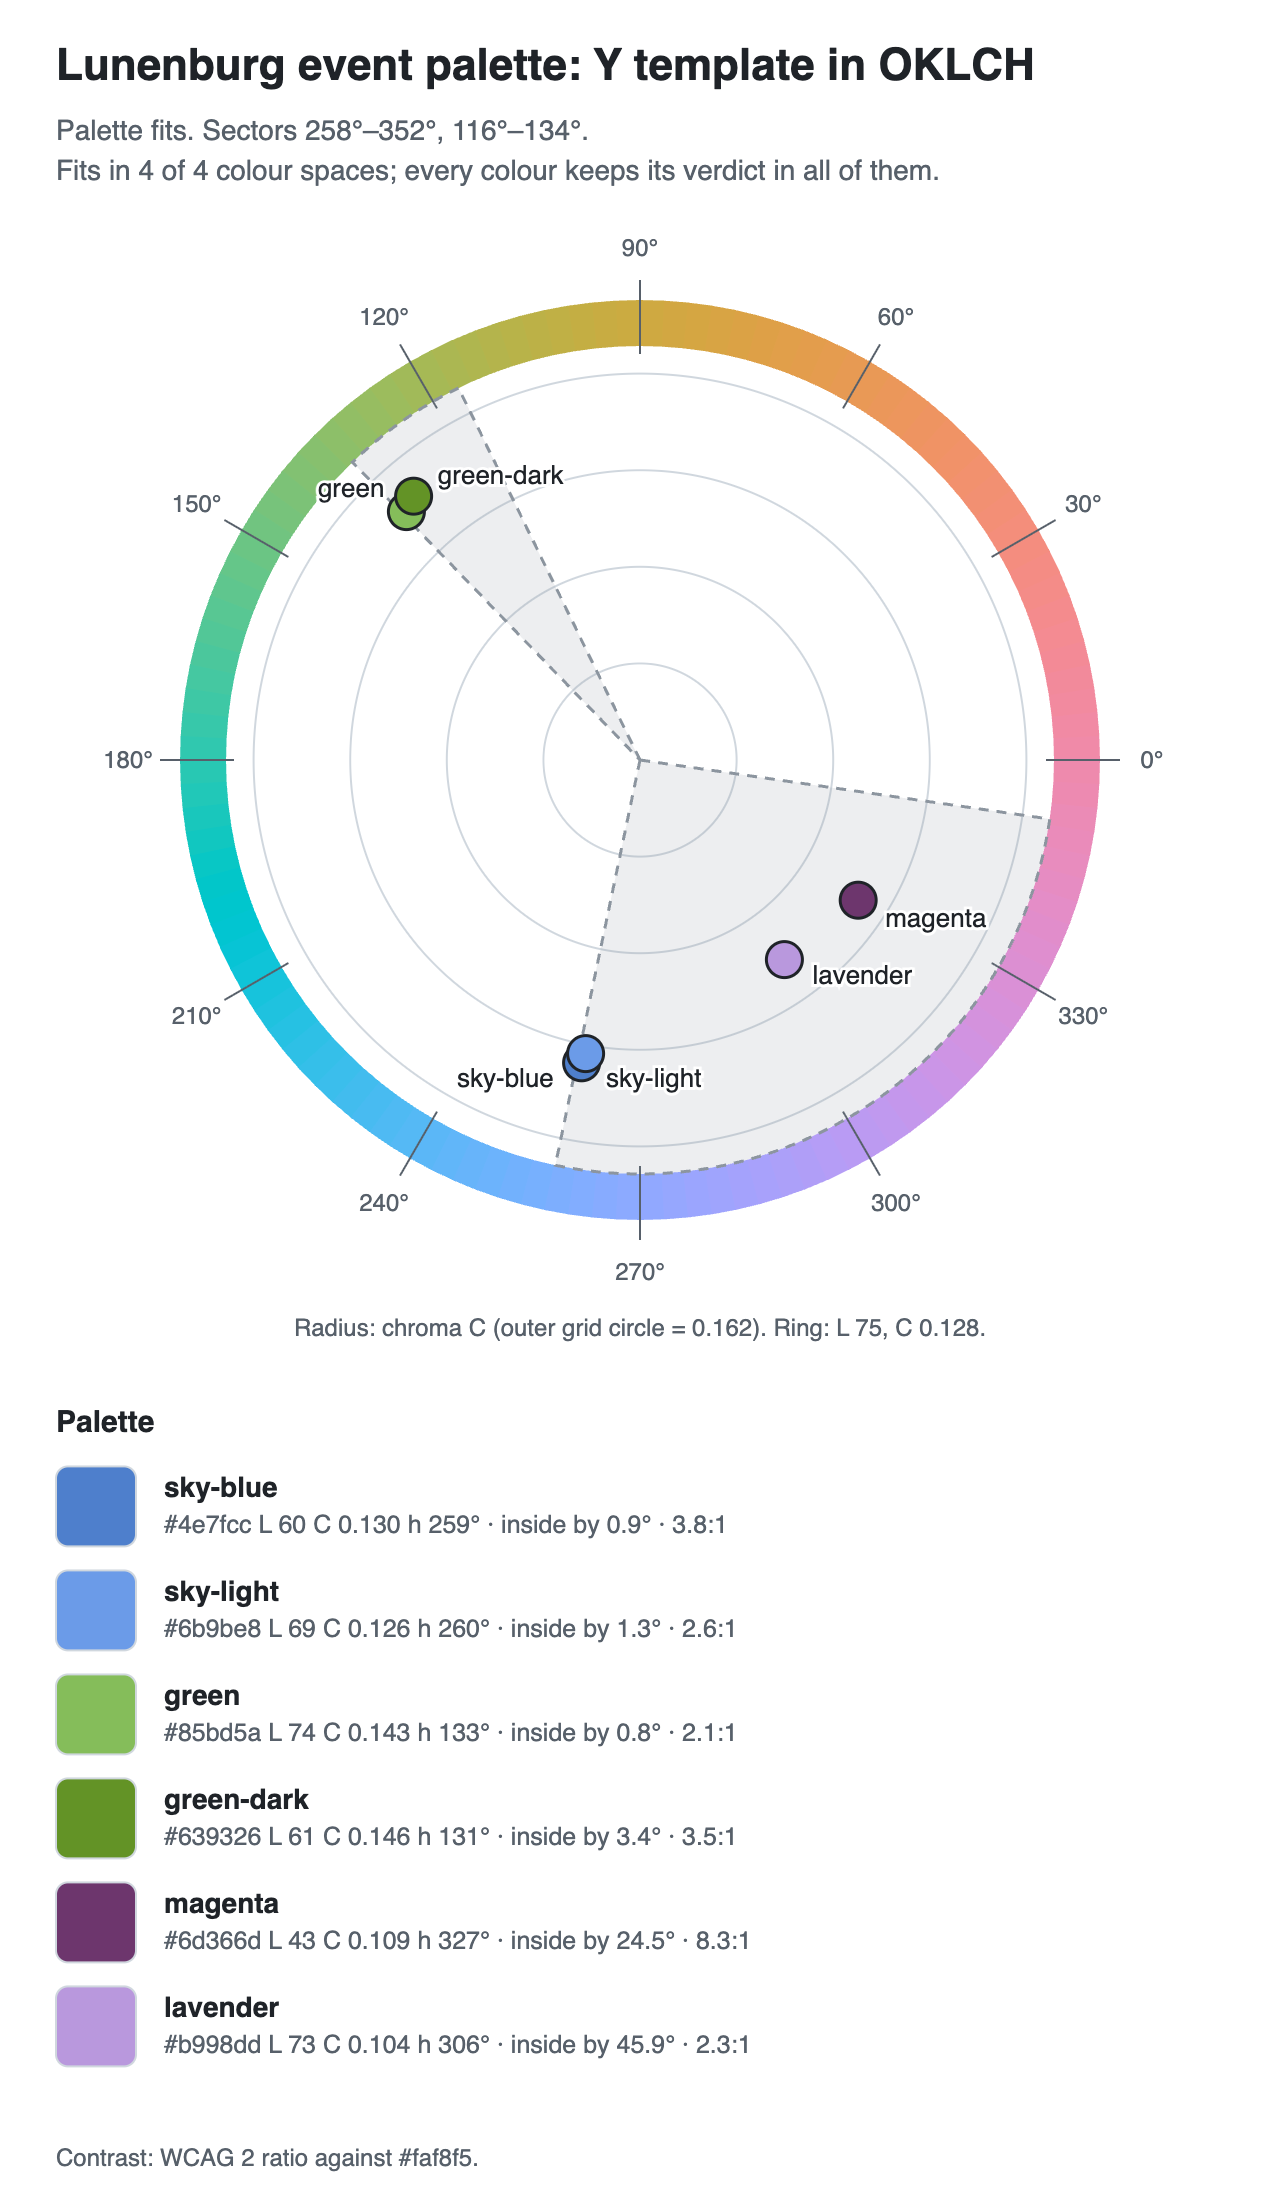 Lunenburg event palette: Y template in OKLCH
Palette fits. Sectors 258°–352°, 116°–134°.
Fits in 4 of 4 colour spaces; every colour keeps its verdict in all of them.
90°
120°
60°
green-dark
green
150°
30°
180°
0°
magenta
lavender
210°
330°
sky-blue
sky-light
240°
300°
270°
Radius: chroma C (outer grid circle = 0.162). Ring: L 75, C 0.128.
Palette
sky-blue
#4e7fcc L 60 C 0.130 h 259° · inside by 0.9° · 3.8:1
sky-light
#6b9be8 L 69 C 0.126 h 260° · inside by 1.3° · 2.6:1
green
#85bd5a L 74 C 0.143 h 133° · inside by 0.8° · 2.1:1
green-dark
#639326 L 61 C 0.146 h 131° · inside by 3.4° · 3.5:1
magenta
#6d366d L 43 C 0.109 h 327° · inside by 24.5° · 8.3:1
lavender
#b998dd L 73 C 0.104 h 306° · inside by 45.9° · 2.3:1
Contrast: WCAG 2 ratio against #faf8f5.